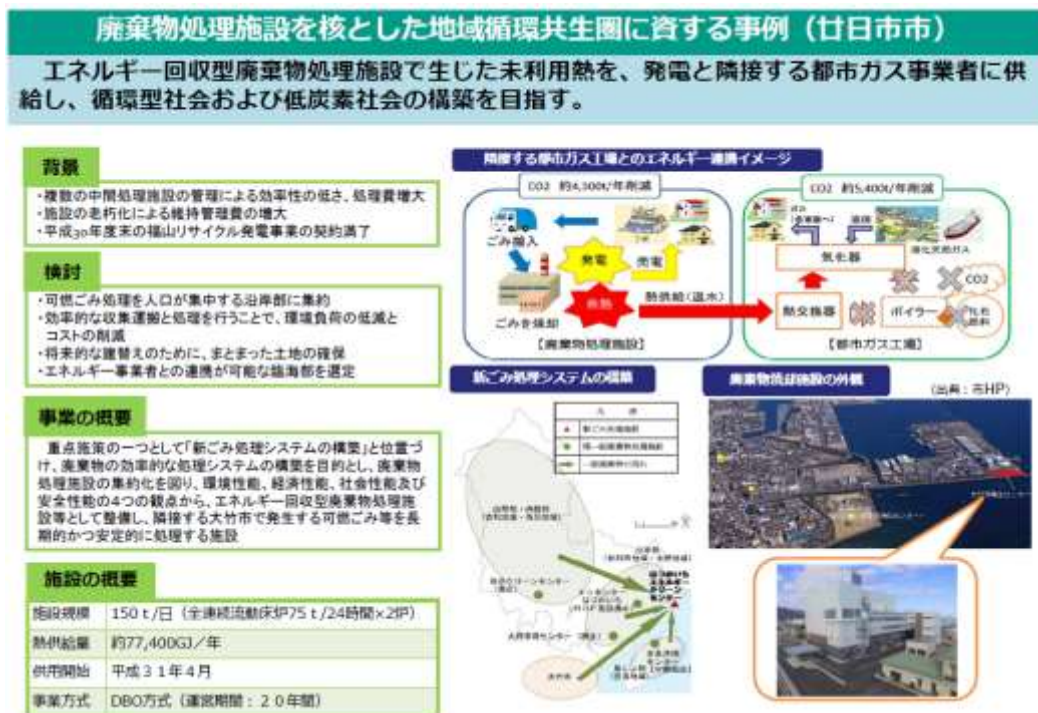 廃棄物処理施設を核とした地域循環共生圏に資する事例（廿日市市）
エネルギー回収型廃棄物処理施設で生じた未利用熱を、発電と隣接する都市ガス事業者に供
給し、循環型社会および低炭素社会の構築を目指す。
背景
・複数の中間処理施設の管理による効率性の低さ、処理費増大
・施設の老朽化による維持管理費の増大
・平成30年度末の福山リサイクル発電事業の契約満了
検討
・可燃ごみ処理を人口が集中する沿岸部に集約
・効率的な収集運搬と処理を行うことで、環境負荷の低減と
コストの削減
・将来的な建替えのために、まとまった土地の確保
・エネルギー事業者との連携が可能な臨海部を選定
事業の概要
重点施策の一つとして「新ごみ処理システムの構築」と位置づ
け、廃棄物の効率的な処理システムの構築を目的とし、廃棄物
処理施設の集約化を図り、環境性能、経済性能、社会性能及び
安全性能の4つの観点から、エネルギー回収型廃棄物処理施
設等として整備し、隣接する大竹市で発生する可燃ごみ等を長
期的かつ安定的に処理する施設
施設の概要
施設規模 150ｔ/日（全連続流動床炉75ｔ/24時間×2炉）
熱供給量 約77,400GJ／年
供用開始 平成３１年４月
事業方式 DBO方式（運営期間：２０年間）
隣接する都市ガス工場とのエネルギー連携イメージ
CO2 約4,300t/年削減
ごみ搬入
発電
売電
余熱
ごみを焼却
【廃棄物処理施設】
熱供給(温水)
CO2 約5,400t/年削減
気化器
液化天然ガス
CO2
熱交換器
ボイラー
化石
燃料
【都市ガス工場】
新ごみ処理システムの構築
凡 例
大竹市
廃棄物焼却施設の外観
（出典：市HP）